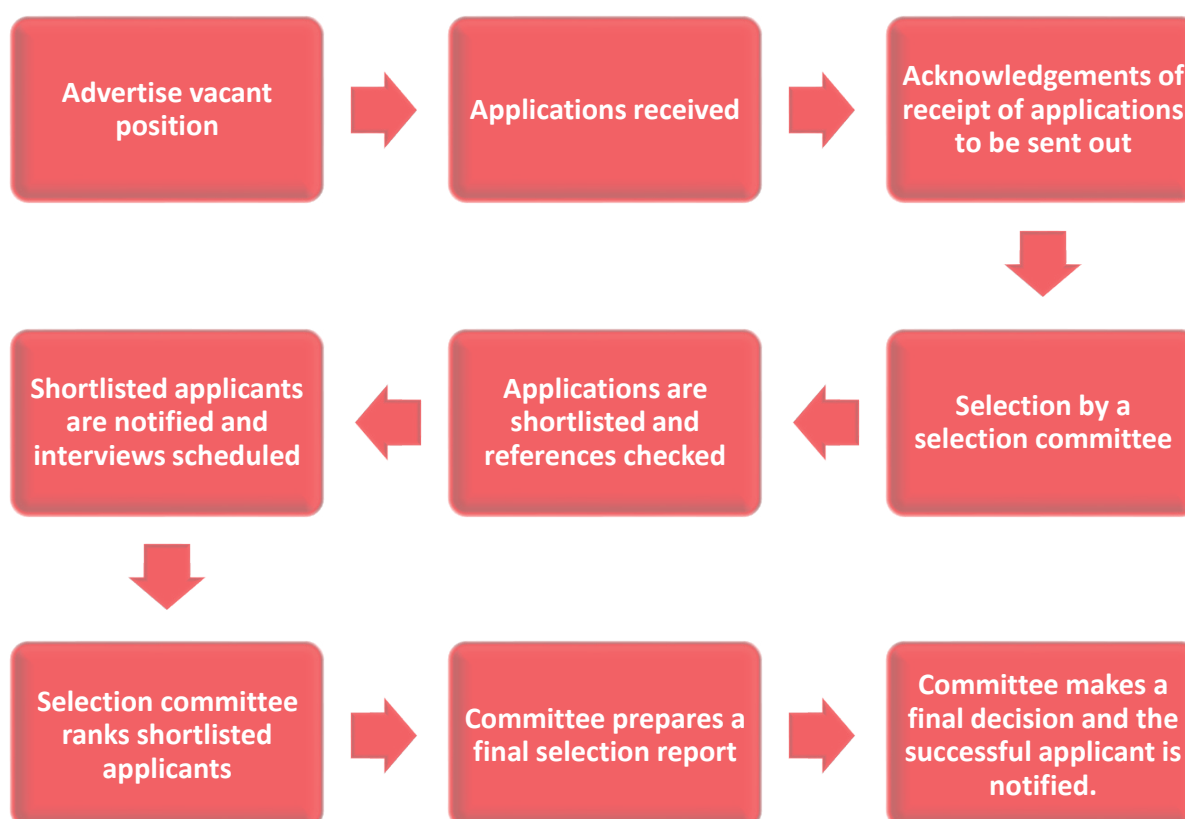 Advertise vacant
position
Applications received
Acknowledgements of
receipt of applications
to be sent out
Selection by a
selection committee
Applications are
shortlisted and
references checked
Shortlisted applicants
are notified and
interviews scheduled
Selection committee
ranks shortlisted
applicants
Committee prepares a
final selection report
Committee makes a
final decision and the
successful applicant is
notified.